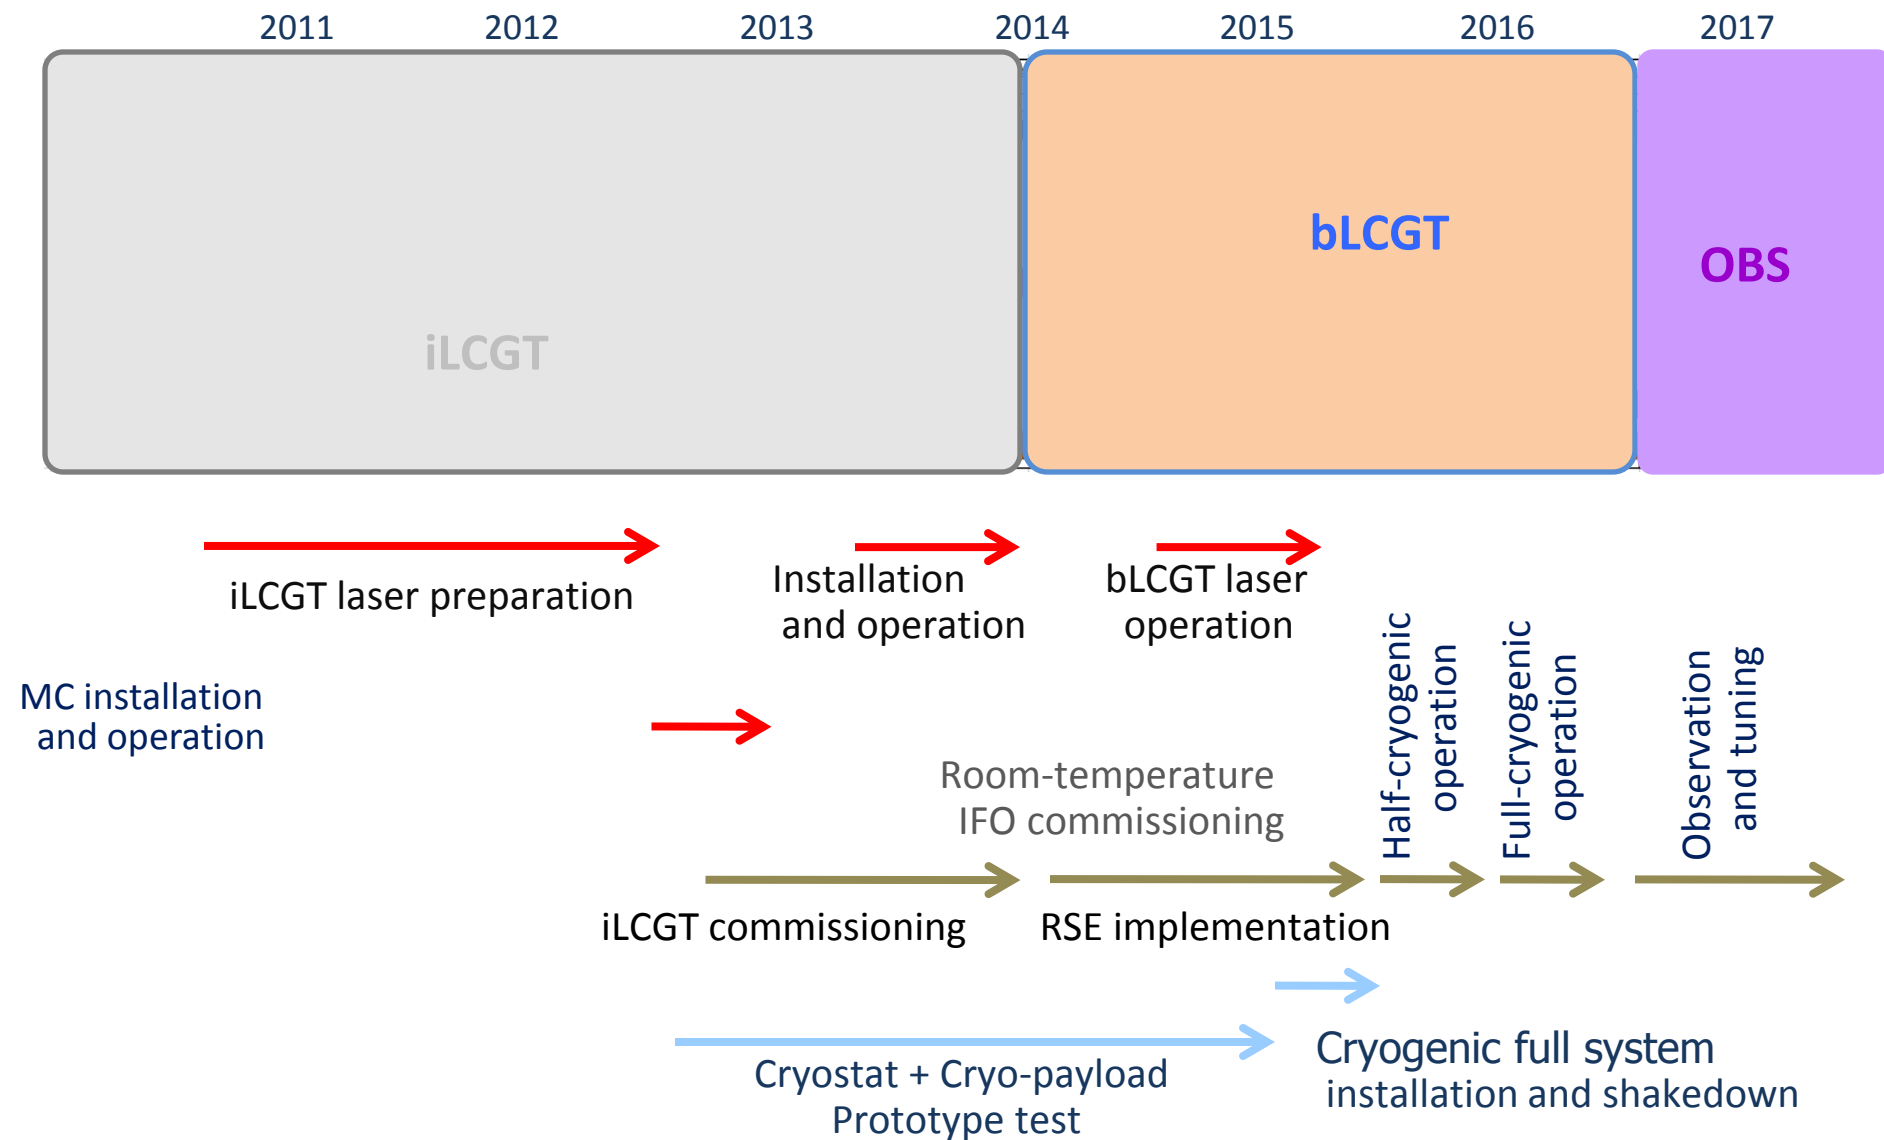 2011 2012 2013 2014 2015 2016 2017
bLCGT
OBS
iLCGT
iLCGT laser preparation
Installation
and operation
bLCGT laser
operation
MC installation
and operation
Half-cryogenic
operation
Full-cryogenic
operation
Observation
and tuning
Room-temperature
IFO commissioning
iLCGT commissioning
RSE implementation
Cryostat + Cryo-payload
Prototype test
Cryogenic full system
installation and shakedown